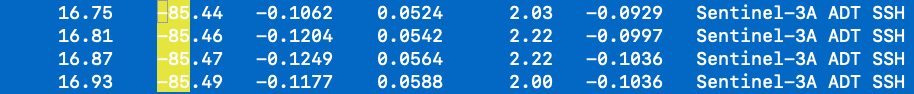 16.75 -85.44 -0.1062 0.0524 2.03 -0.0929 Sentinel-3A ADT SSH
16.81 -85.46 -0.1204 0.0542 2.22 -0.0997 Sentinel-3A ADT SSH
16.87 -85.47 -0.1249 0.0564 2.22 -0.1036 Sentinel-3A ADT SSH
16.93 -85.49 -0.1177 0.0588 2.00 -0.1036 Sentinel-3A ADT SSH